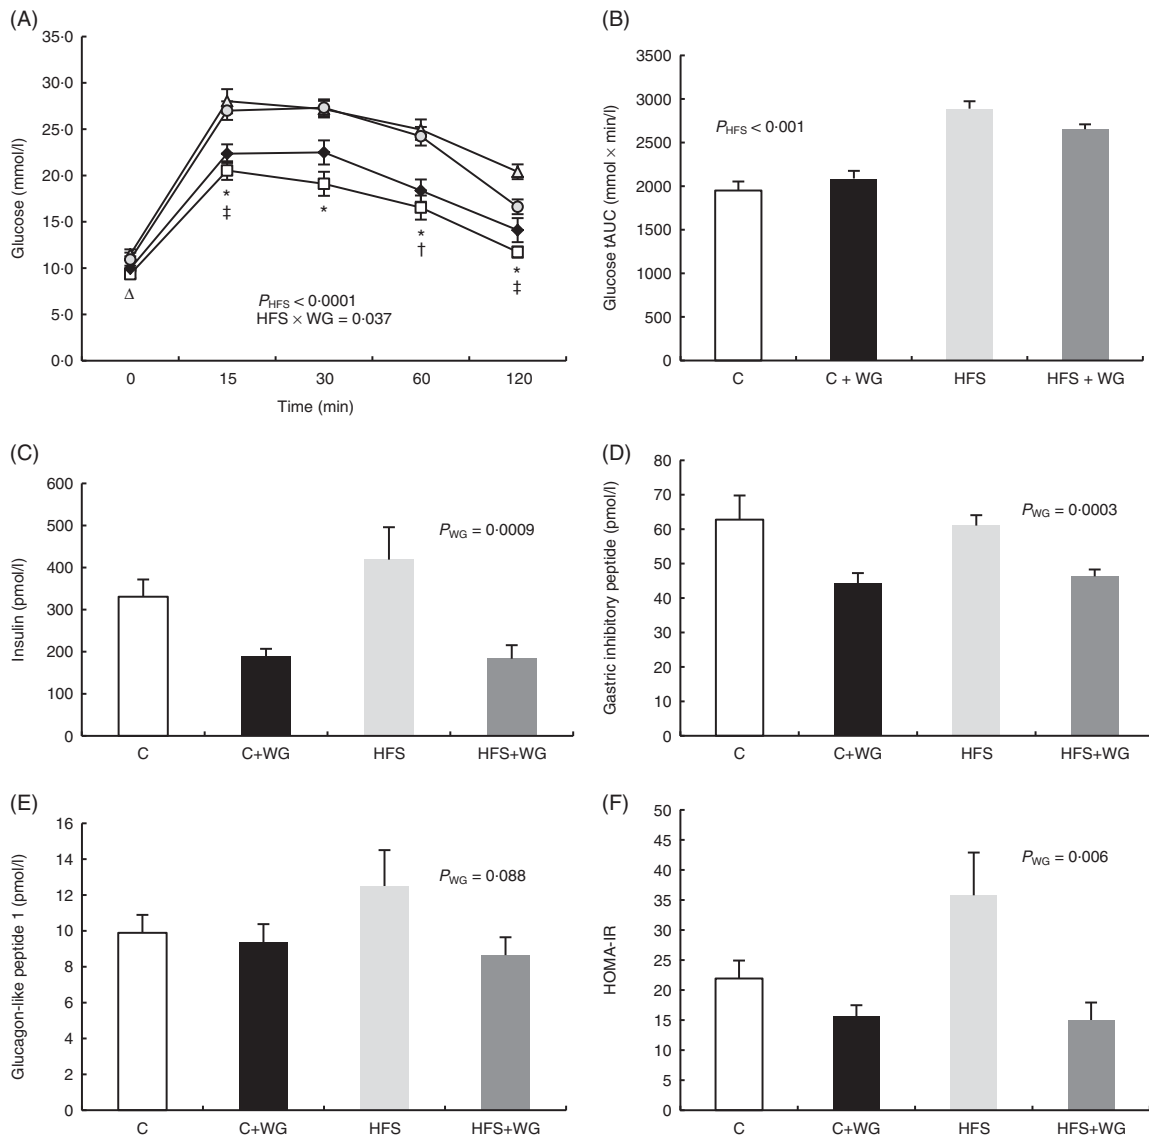 (A)
35·0
30·0
25·0
20·0
15·0
10·0
5·0
0·0
Glucose (mmol/l)
*
‡
*
*
†
*
‡
Δ
P HFS < 0·0001
HFS × WG = 0·037
0 15 30 60 120
Time (min)
(B)
3500
3000
2500
2000
1500
1000
500
0
Glucose tAUC (mmol × min/l)
P HFS < 0·001
C C + WG HFS HFS + WG
(C)
600
500
400
300
200
100
0
Insulin (pmol/l)
P WG = 0·0009
C C+WG HFS HFS+WG
(D)
80
70
60
50
40
30
20
10
0
Gastric inhibitory peptide (pmol/l)
P WG = 0·0003
C C+WG HFS HFS+WG
(E)
16
14
12
10
8
6
4
2
0
Glucagon-like peptide 1 (pmol/l)
P WG = 0·088
C C+WG HFS HFS+WG
(F)
50
45
40
35
30
25
20
15
10
5
0
HOMA-IR
P WG = 0·006
C C+WG HFS HFS+WG